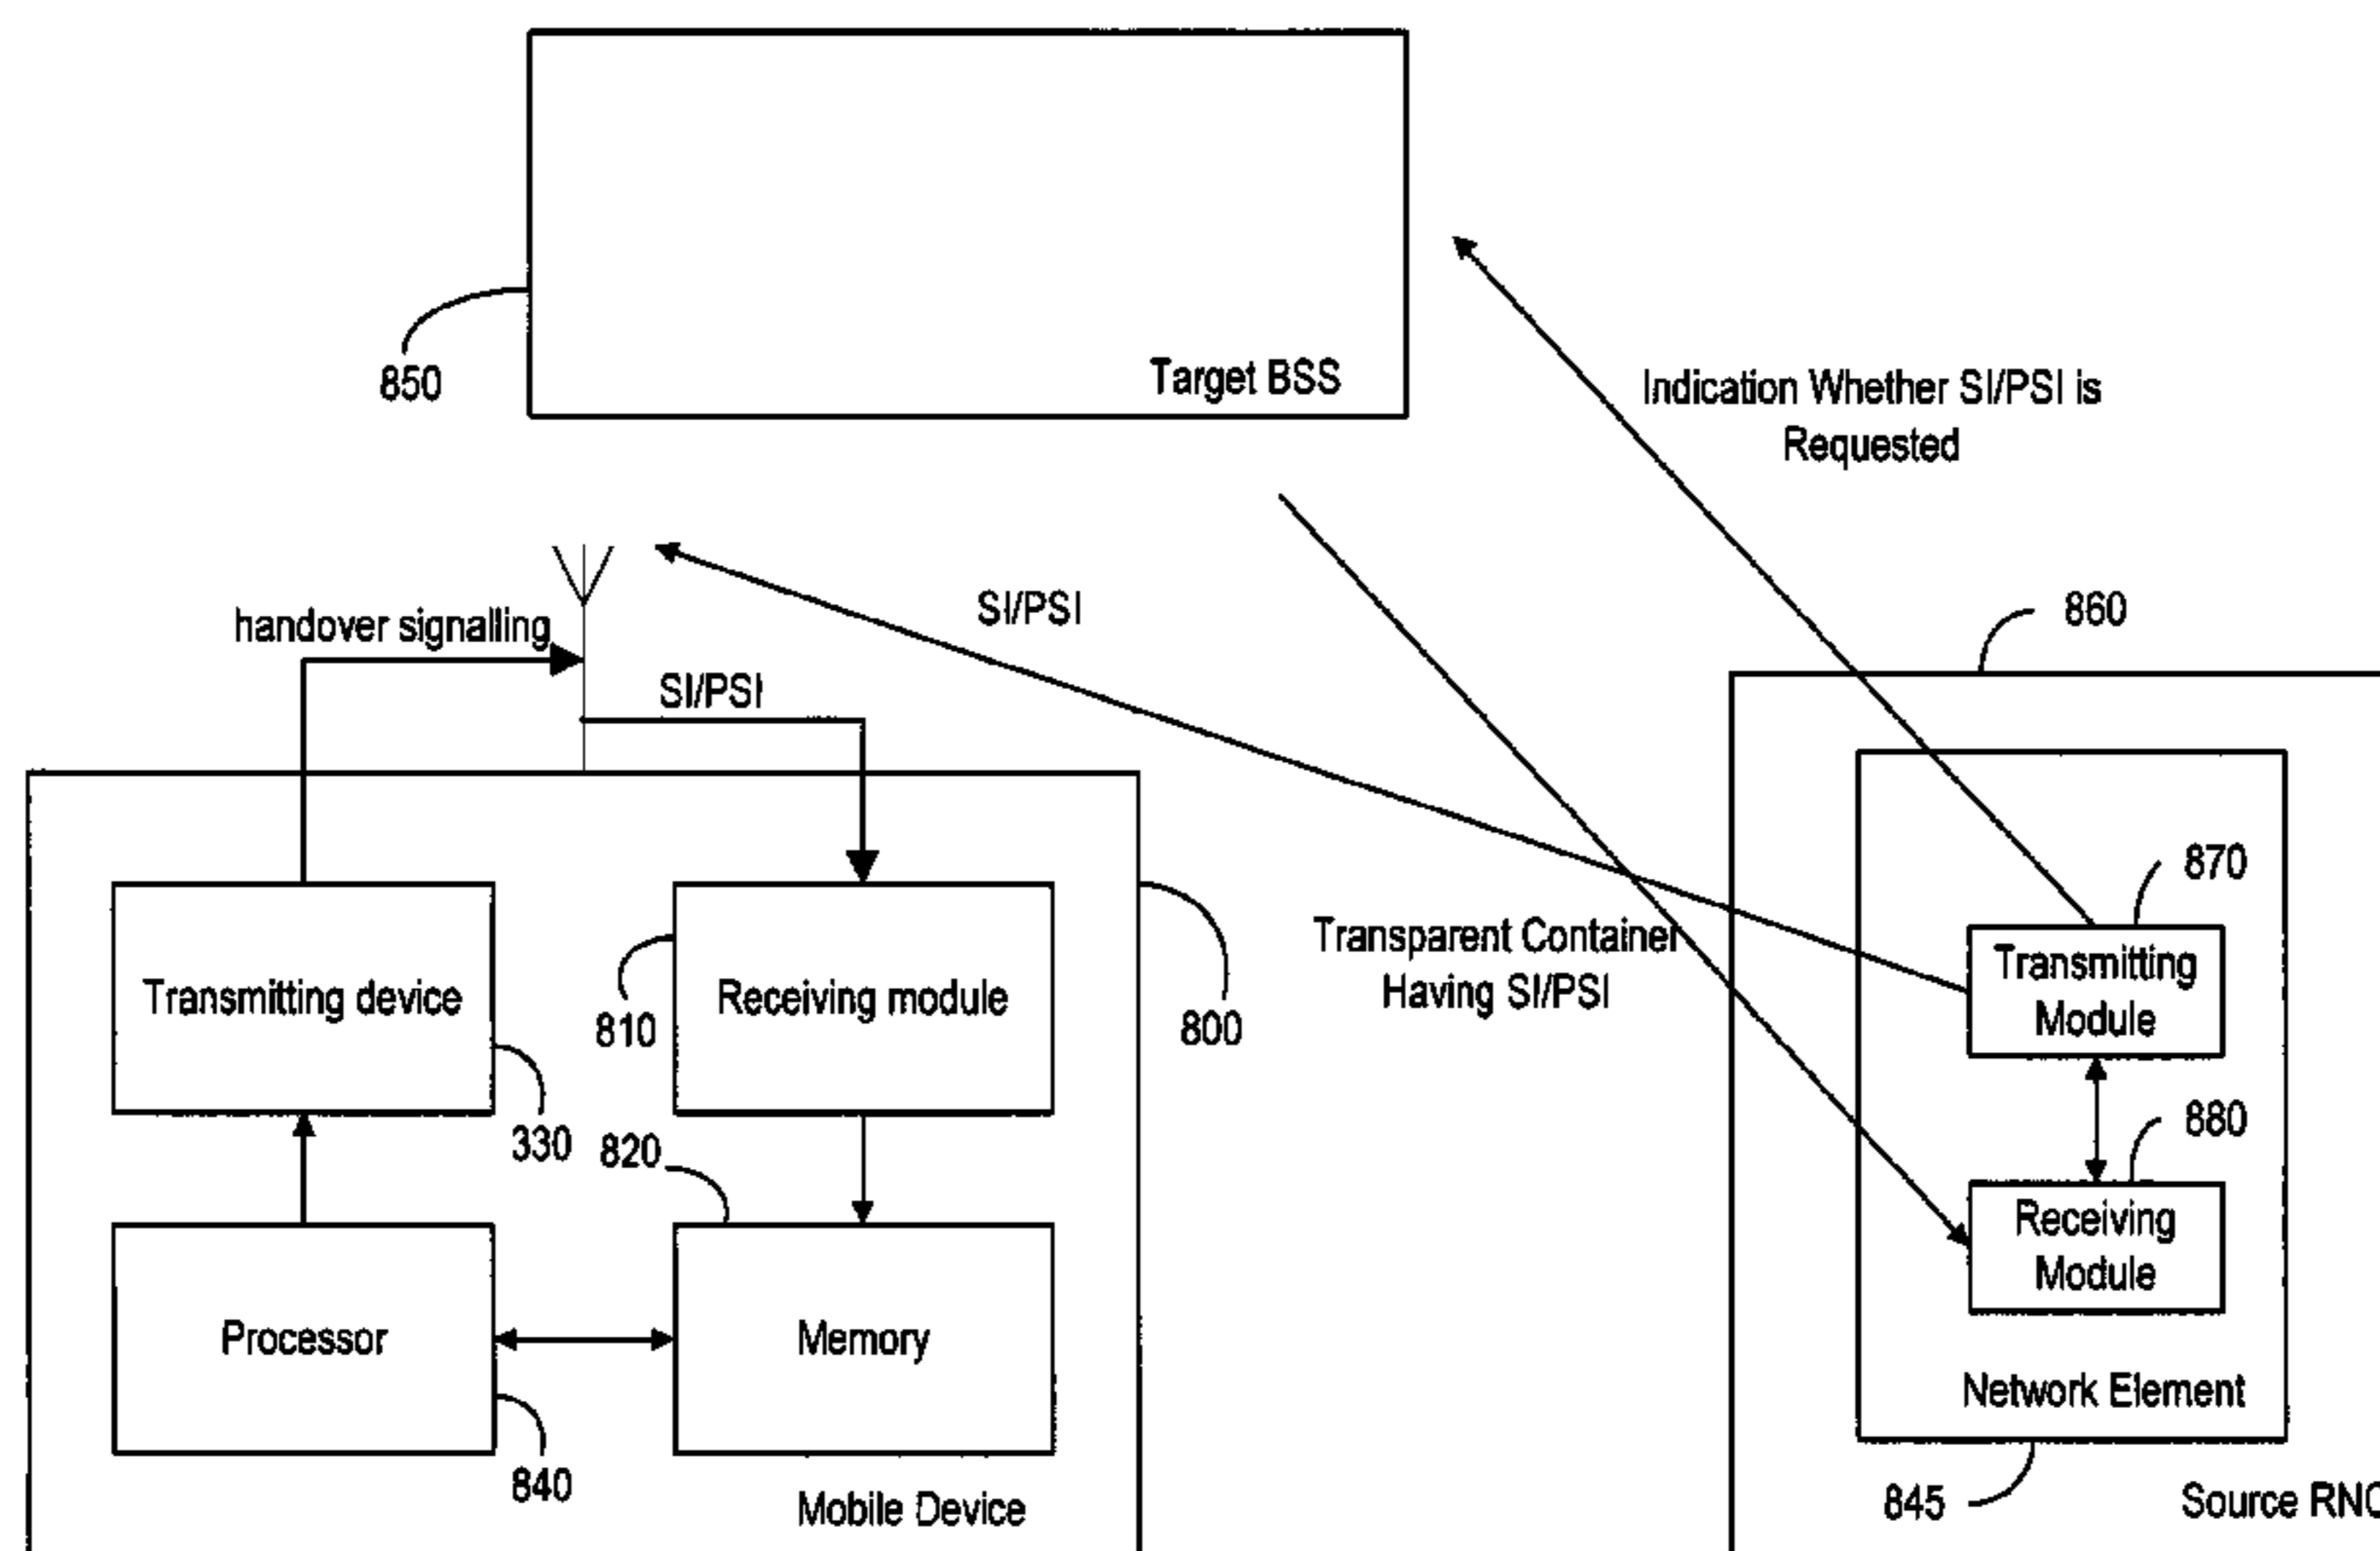 Target BSS
850
Indication Whether SI/PSI is
Requested
SI/PSI
860
handover signalling
SI/PSI
870
Transmitting device
810
Receiving module
800
Transparent Container
Having SI/PSI
Transmitting
Module
330
820
880
Receiving
Module
Processor
Memory
Network Element
840
Mobile Device
845
Source RNC